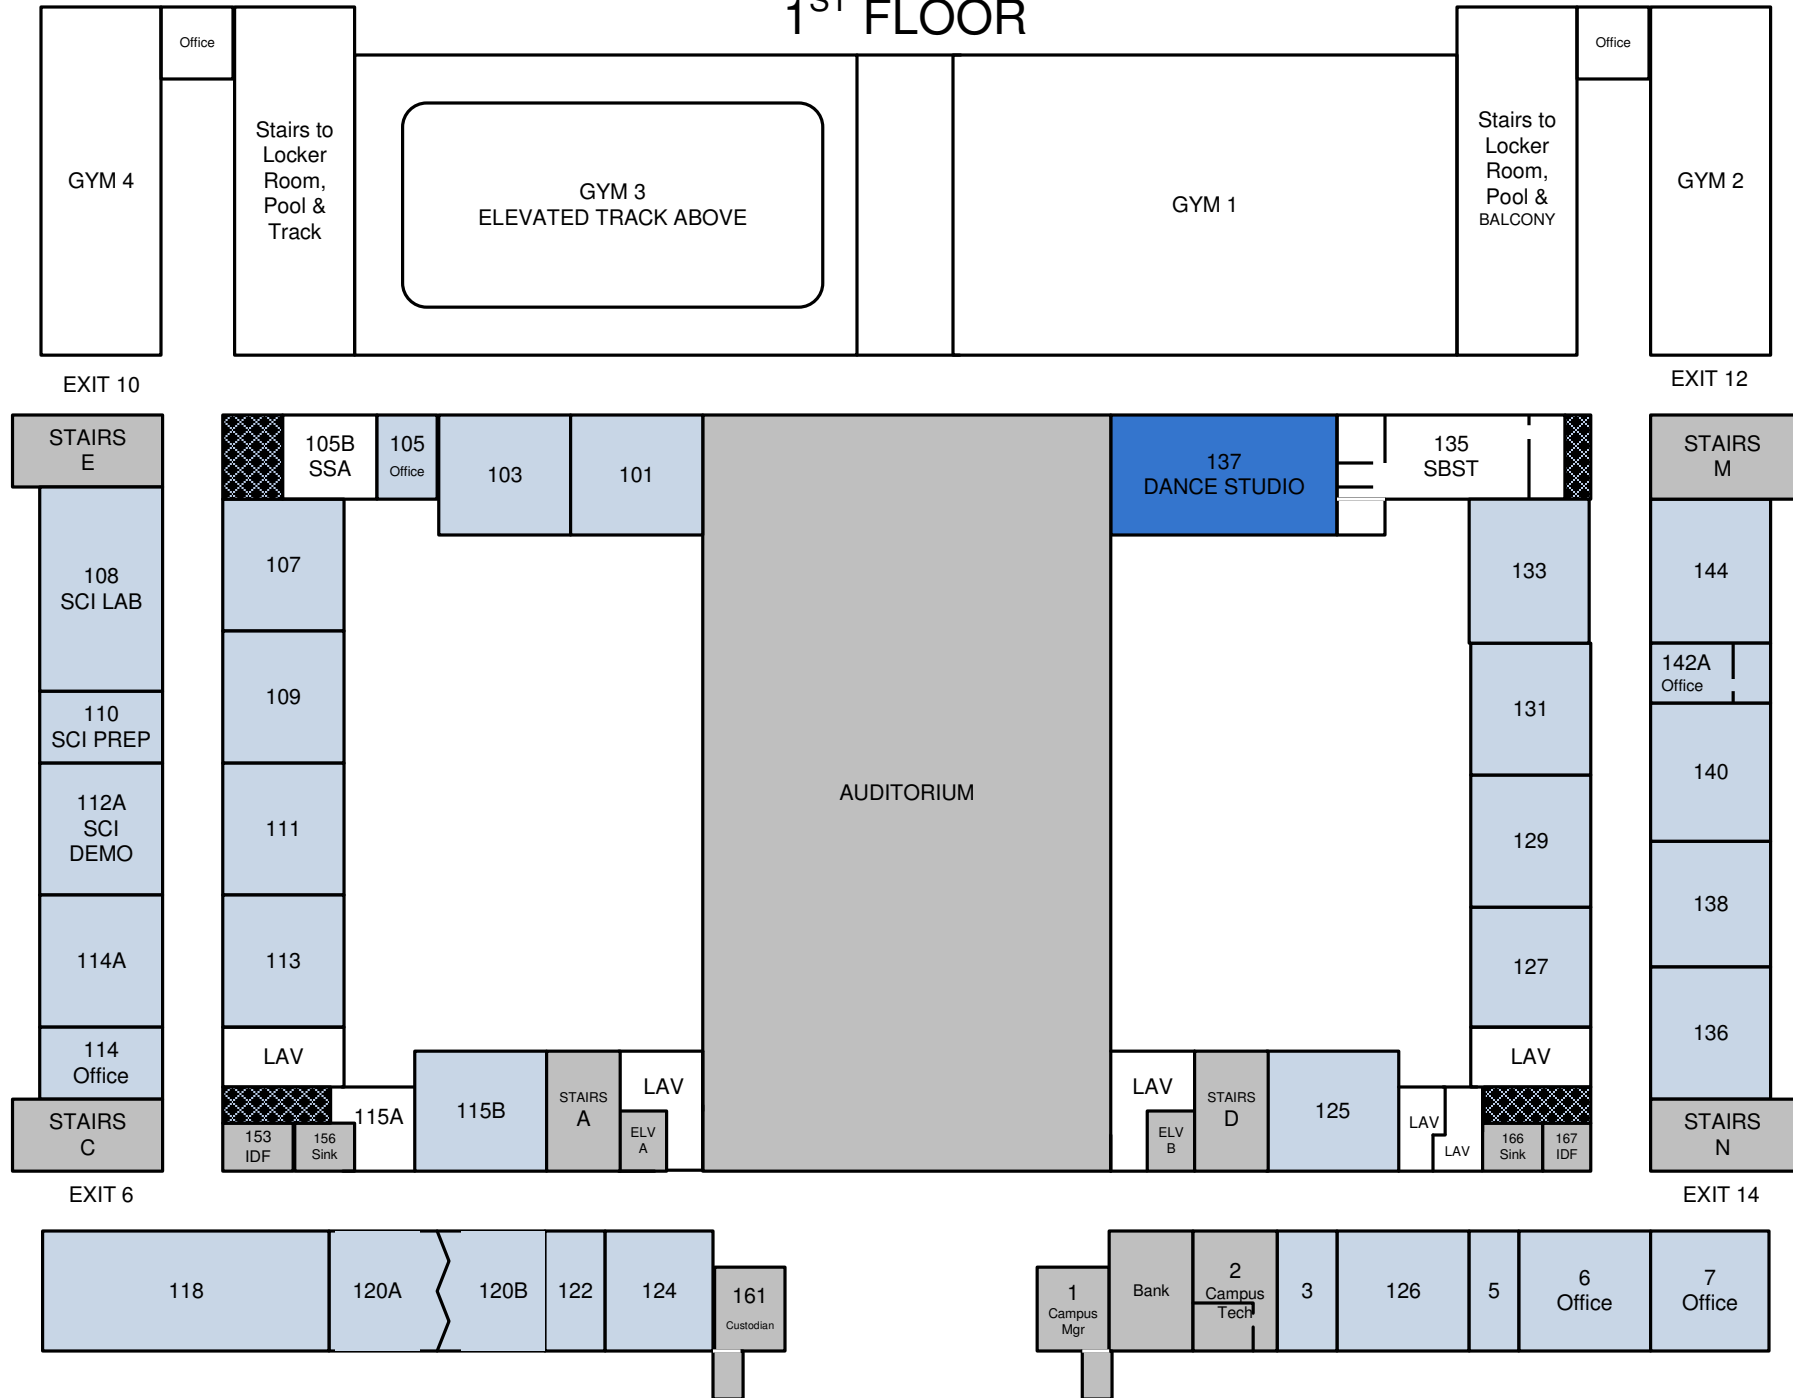 1ST FLOOR
Office
Office
GYM 4
Stairs to
Locker
Room,
Pool &
Track
GYM 3
ELEVATED TRACK ABOVE
GYM 1
Stairs to
Locker
Room,
Pool &
BALCONY
GYM 2
EXIT 10
EXIT 12
STAIRS
E
105B
SSA
105
Office
103
101
137
DANCE STUDIO
135
SBST
STAIRS
M
108
SCI LAB
107
133
144
109
131
142A
Office
110
SCI PREP
140
112A
SCI
DEMO
111
AUDITORIUM
129
138
114A
113
127
136
114
Office
LAV
LAV
STAIRS
C
153
IDF
156
Sink
115A
115B
STAIRS
A
LAV
ELV
A
LAV
ELV
B
STAIRS
D
125
LAV
LAV
166
Sink
167
IDF
STAIRS
N
EXIT 6
EXIT 14
118
120A
120B
122
124
161
Custodian
1
Campus
Mgr
Bank
2
Campus
Tech
3
126
5
6
Office
7
Office